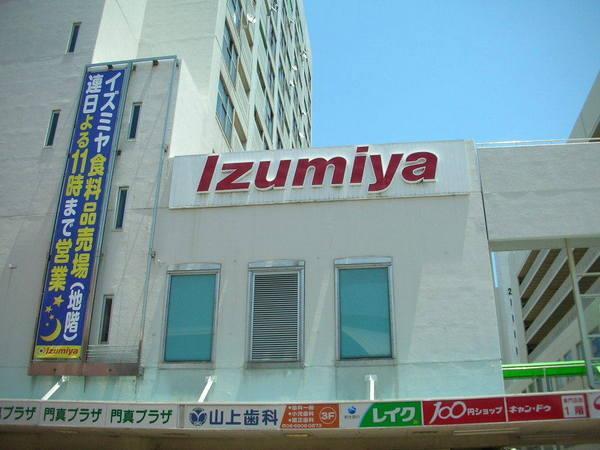 Izumiya
イズミヤ食料品売場(地階)
連日よる11時まで営業
Izumiya
門真プラザ
門真プラザ
門真プラザ
山上歯科
3F
レイク
100円ショップ
キャン・ドゥ
1階